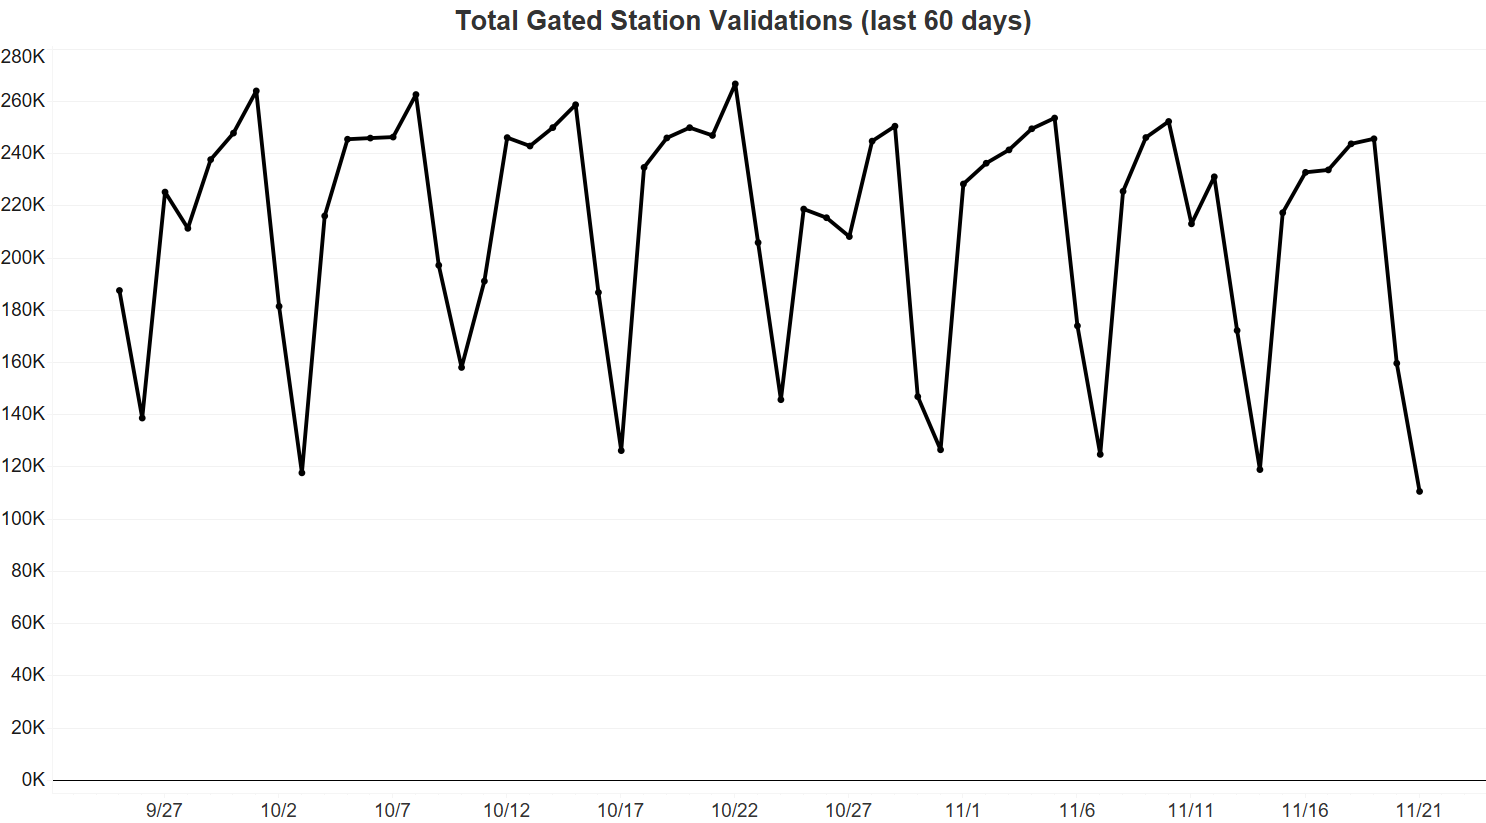 Total Gated Station Validations (last 60 days)
280K
260K
240K
220K
200K
180K
160K
140K
120K
100K
80K
60K
40K
20K
0K
9/27 10/2 10/7 10/12 10/17 10/22 10/27 11/1 11/6 11/11 11/16 11/21